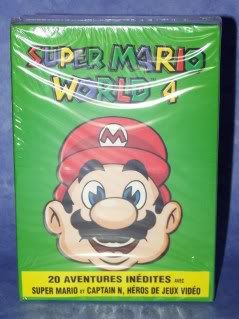 SUPER MARIO
WORLD 4
M
20 AVENTURES INÉDITES AVEC
SUPER MARIO ET CAPTAIN N, HÉROS DE JEUX VIDÉO